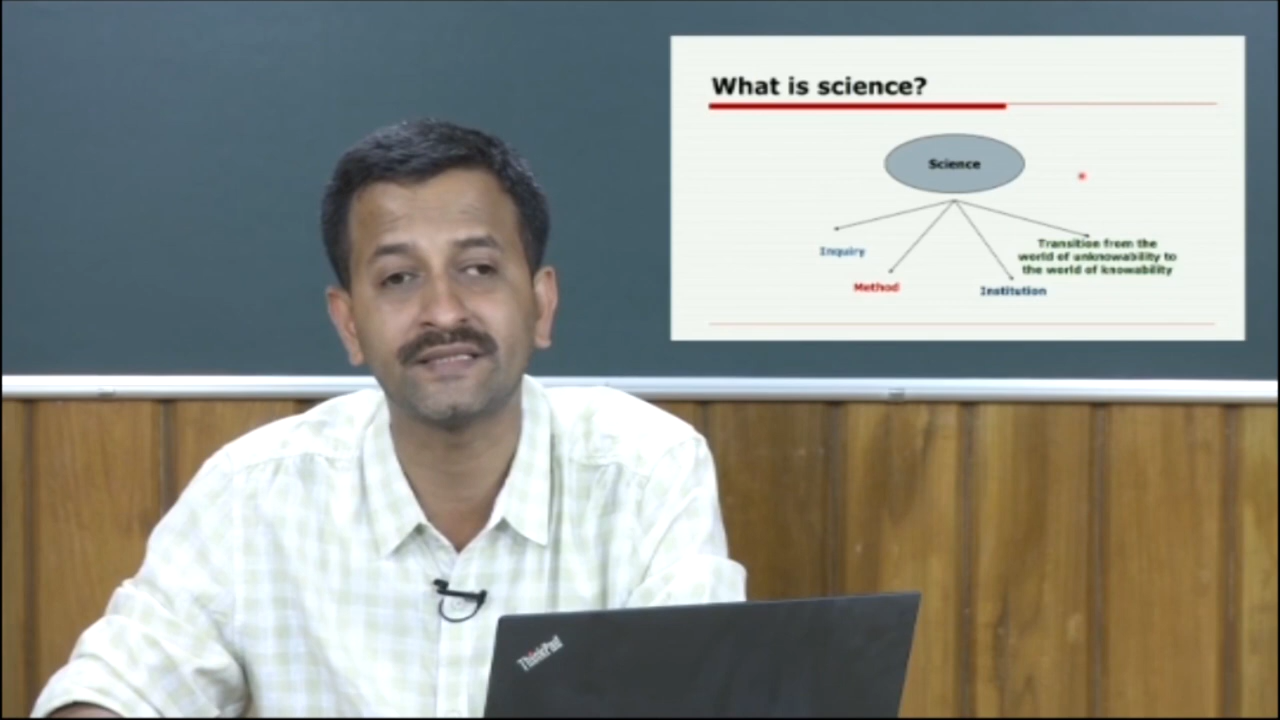 What is science?
Science
Inquiry
Transition from the
world of unknowability to
the world of knowability
Method
Institution
ThinkPad